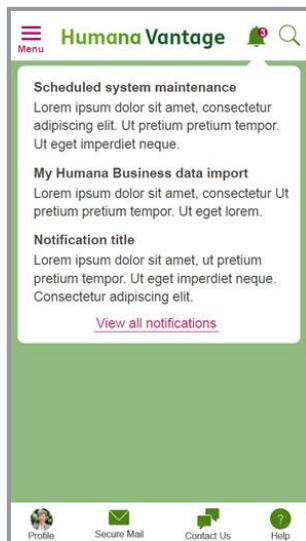 Humana Vantage
3
Menu
Scheduled system maintenance
Lorem ipsum dolor sit amet, consectetur
adipiscing elit. Ut pretium pretium tempor.
Ut eget imperdiet neque.
My Humana Business data import
Lorem ipsum dolor sit amet, consectetur Ut
pretium pretium tempor. Ut eget lorem.
Notification title
Lorem ipsum dolor sit amet, ut pretium
pretium tempor. Ut eget imperdiet neque.
Consectetur adipiscing elit.
View all notifications
?
Profile Secure Mail Contact Us Help